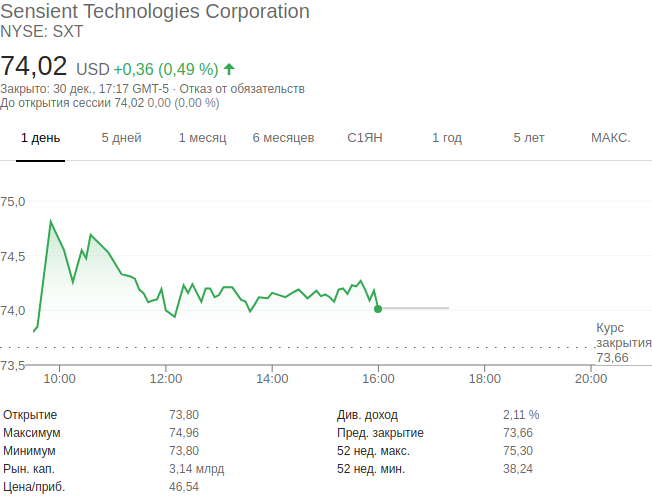 Sensient Technologies Corporation
NYSE: SXT
74,02 USD +0,36 (0,49 %)
Закрыто: 30 дек., 17:17 GMT-5 · Отказ от обязательств
До открытия сессии 74,02 0,00 (0,00 %)
1 день 5 дней 1 месяц 6 месяцев С1ЯН 1 год 5 лет МАКС.
75,0
74,5
74,0
Курс
закрытия
73,66
73,5
10:00 12:00 14:00 16:00 18:00 20:00
Открытие 73,80 Див. доход 2,11 %
Максимум 74,96 Пред. закрытие 73,66
Минимум 73,80 52 нед. макс. 75,30
Рын. кап. 3,14 млрд 52 нед. мин. 38,24
Цена/приб. 46,54